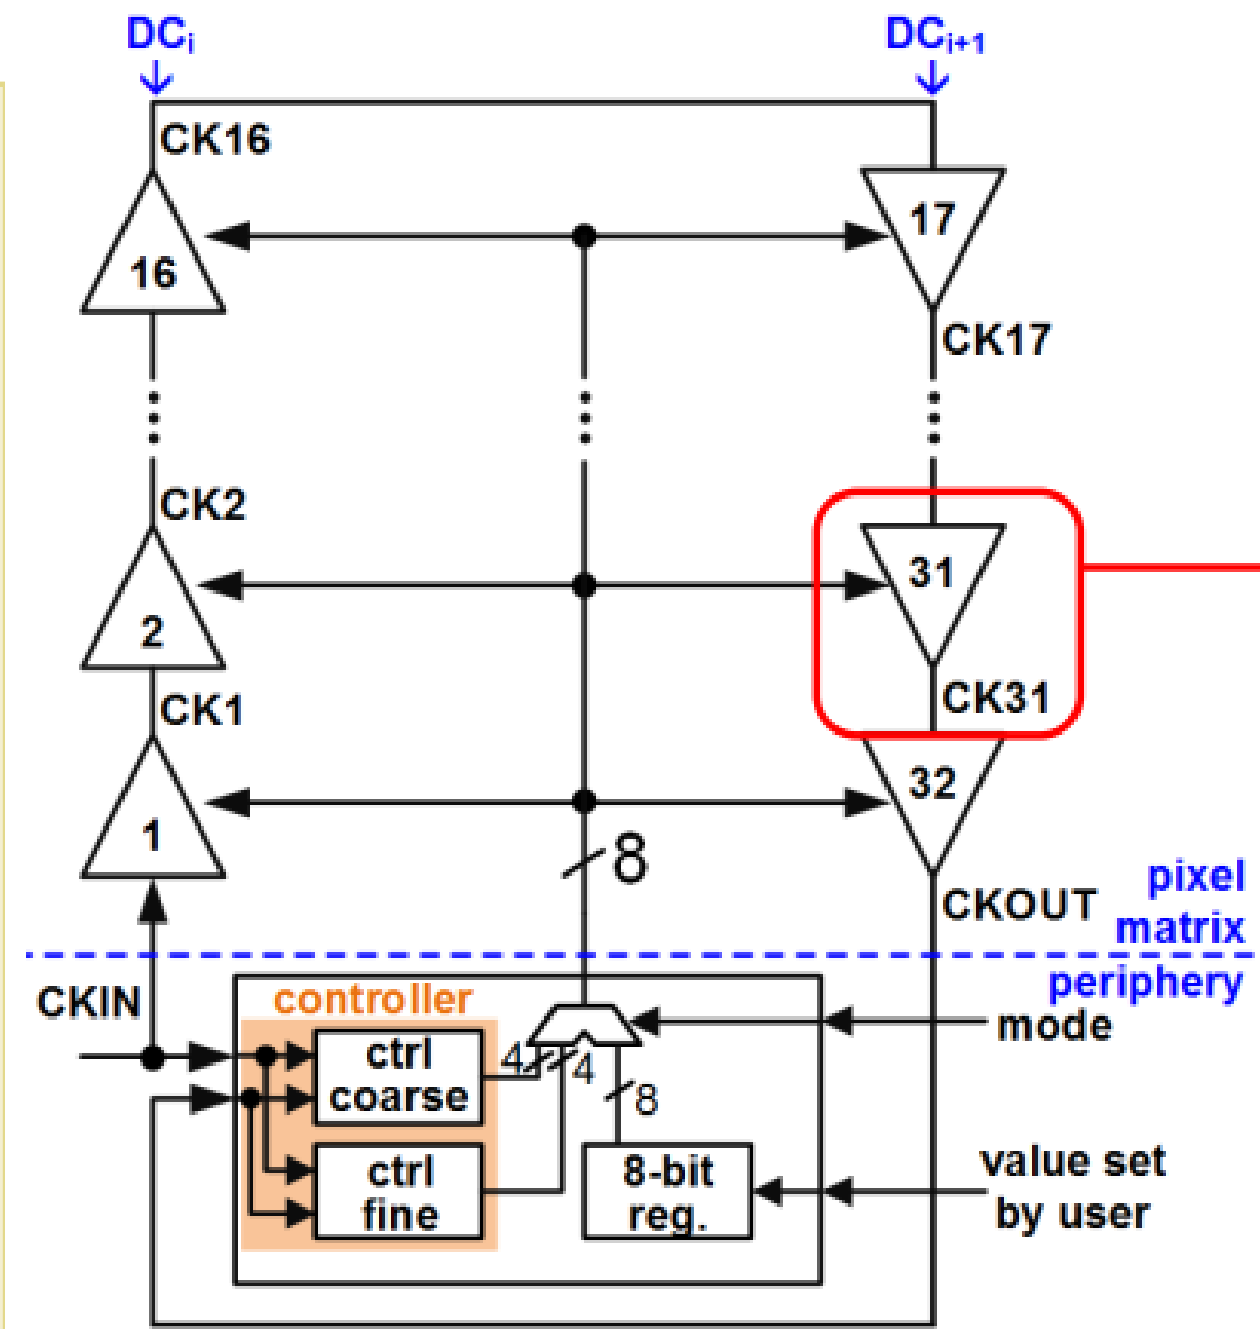 DCi
DCi+1
CK16
17
16
CK17
CK2
31
2
CK31
CK1
32
1
8
CKOUT
pixel
matrix
periphery
CKIN
controller
mode
ctrl
coarse
4
4
8
ctrl
fine
8-bit
reg.
value set
by user